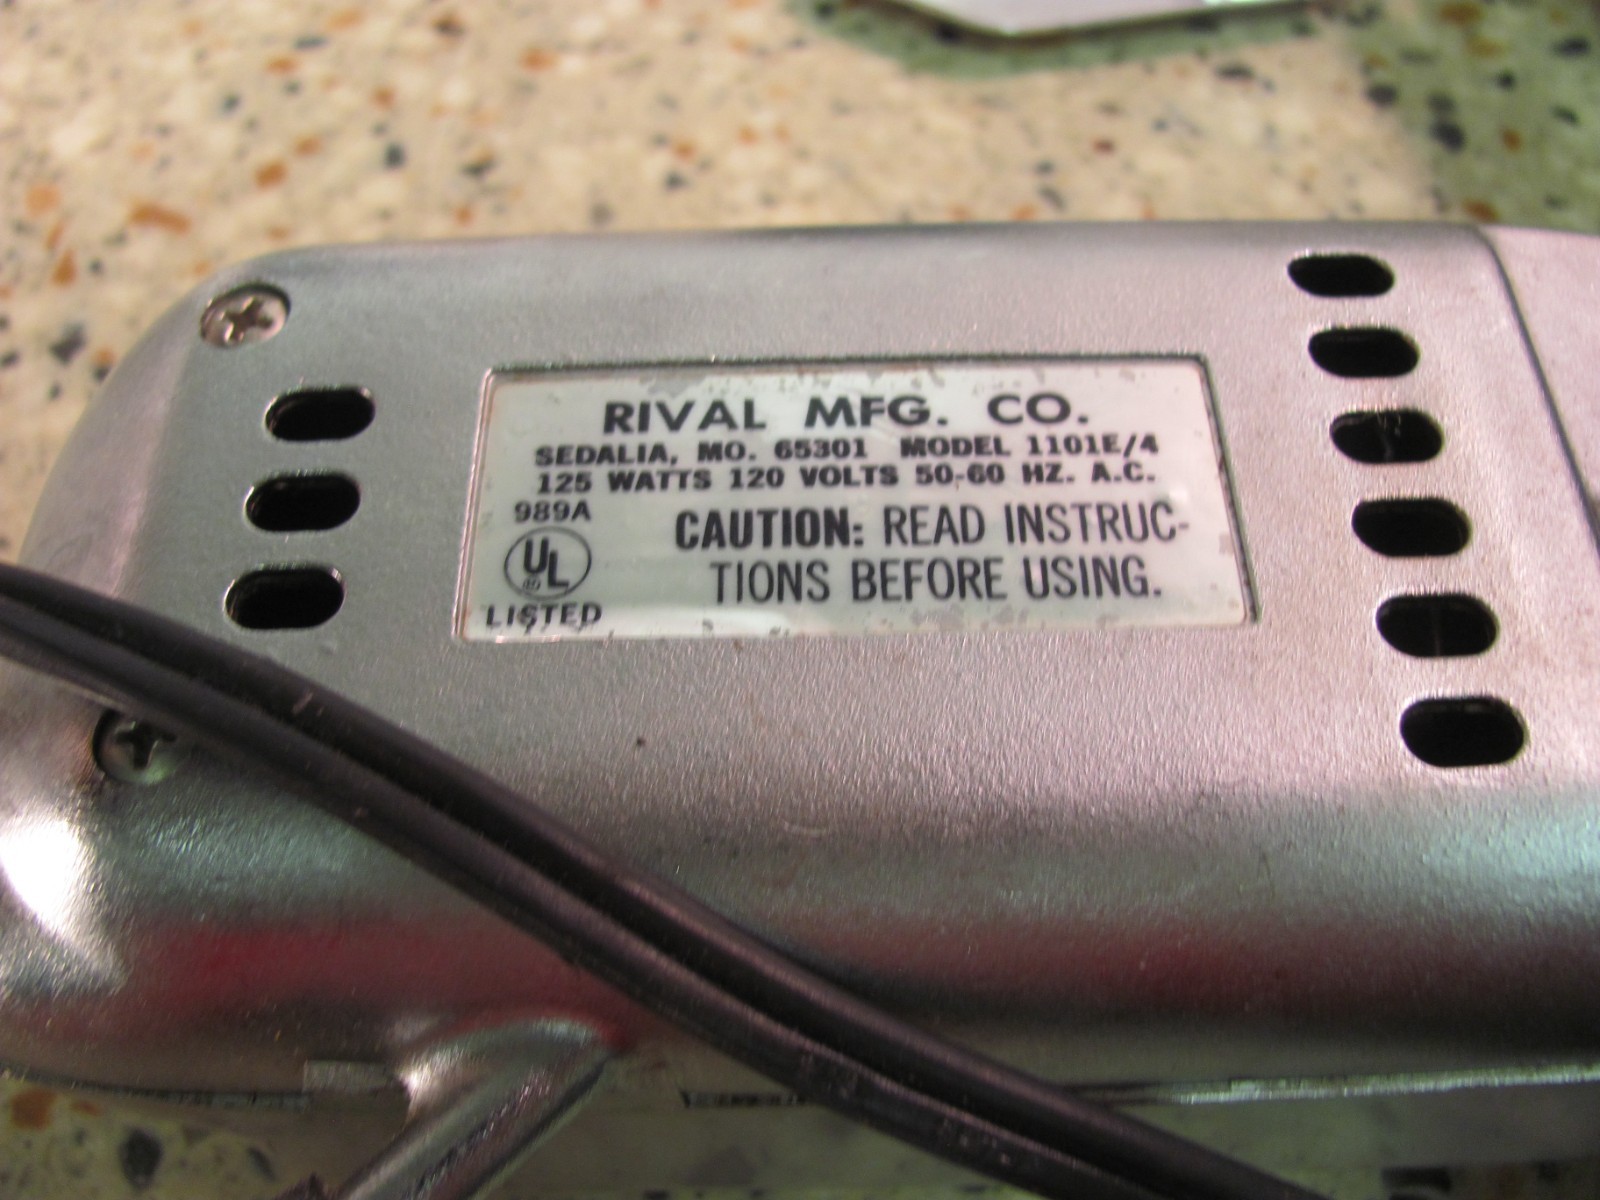 RIVAL MFG. CO.
SEDALIA, MO. 65301 MODEL 1101E/4
125 WATTS 120 VOLTS 50-60 HZ. A.C.
989A
UL
LISTED
CAUTION: READ INSTRUC-
TIONS BEFORE USING.